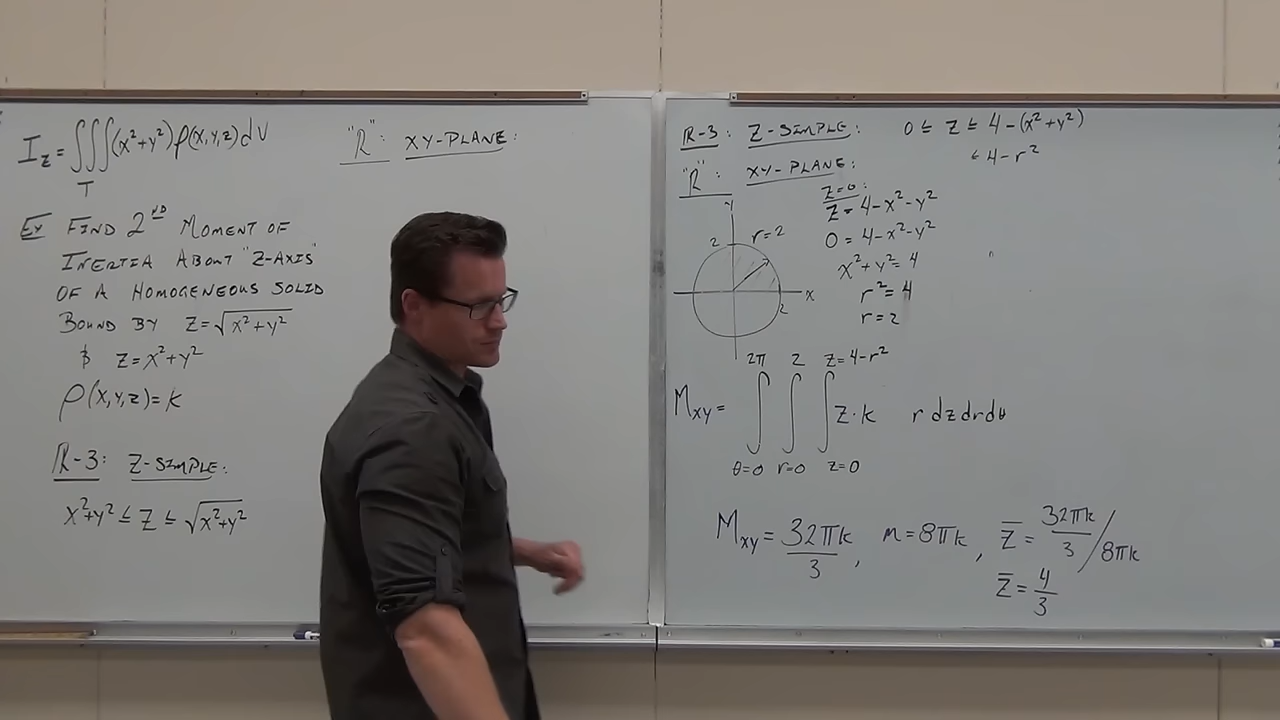 I_z = ∭(x²+y²)ρ(x,y,z)dV
T
Ex Find 2nd Moment of
Inertia About "Z-Axis"
of a Homogeneous Solid
Bound by z=√(x²+y²)
& z=x²+y²
ρ(x,y,z)=k
R-3: Z-Simple:
x²+y² ≤ z ≤ √(x²+y²)
"R": XY-Plane:
R-3: Z-Simple: 0 ≤ z ≤ 4-(x²+y²)
≤ 4-r²
"R": XY-Plane:
y
2
r=2
x
2
z=0:
z=4-x²-y²
0=4-x²-y²
x²+y²=4
r²=4
r=2
2π 2 z=4-r²
M_xy = ∫ ∫ ∫ z·k r dz dr dθ
θ=0 r=0 z=0
M_xy = 32πk/3, m=8πk, z̄ = 32πk/3 / 8πk
z̄ = 4/3